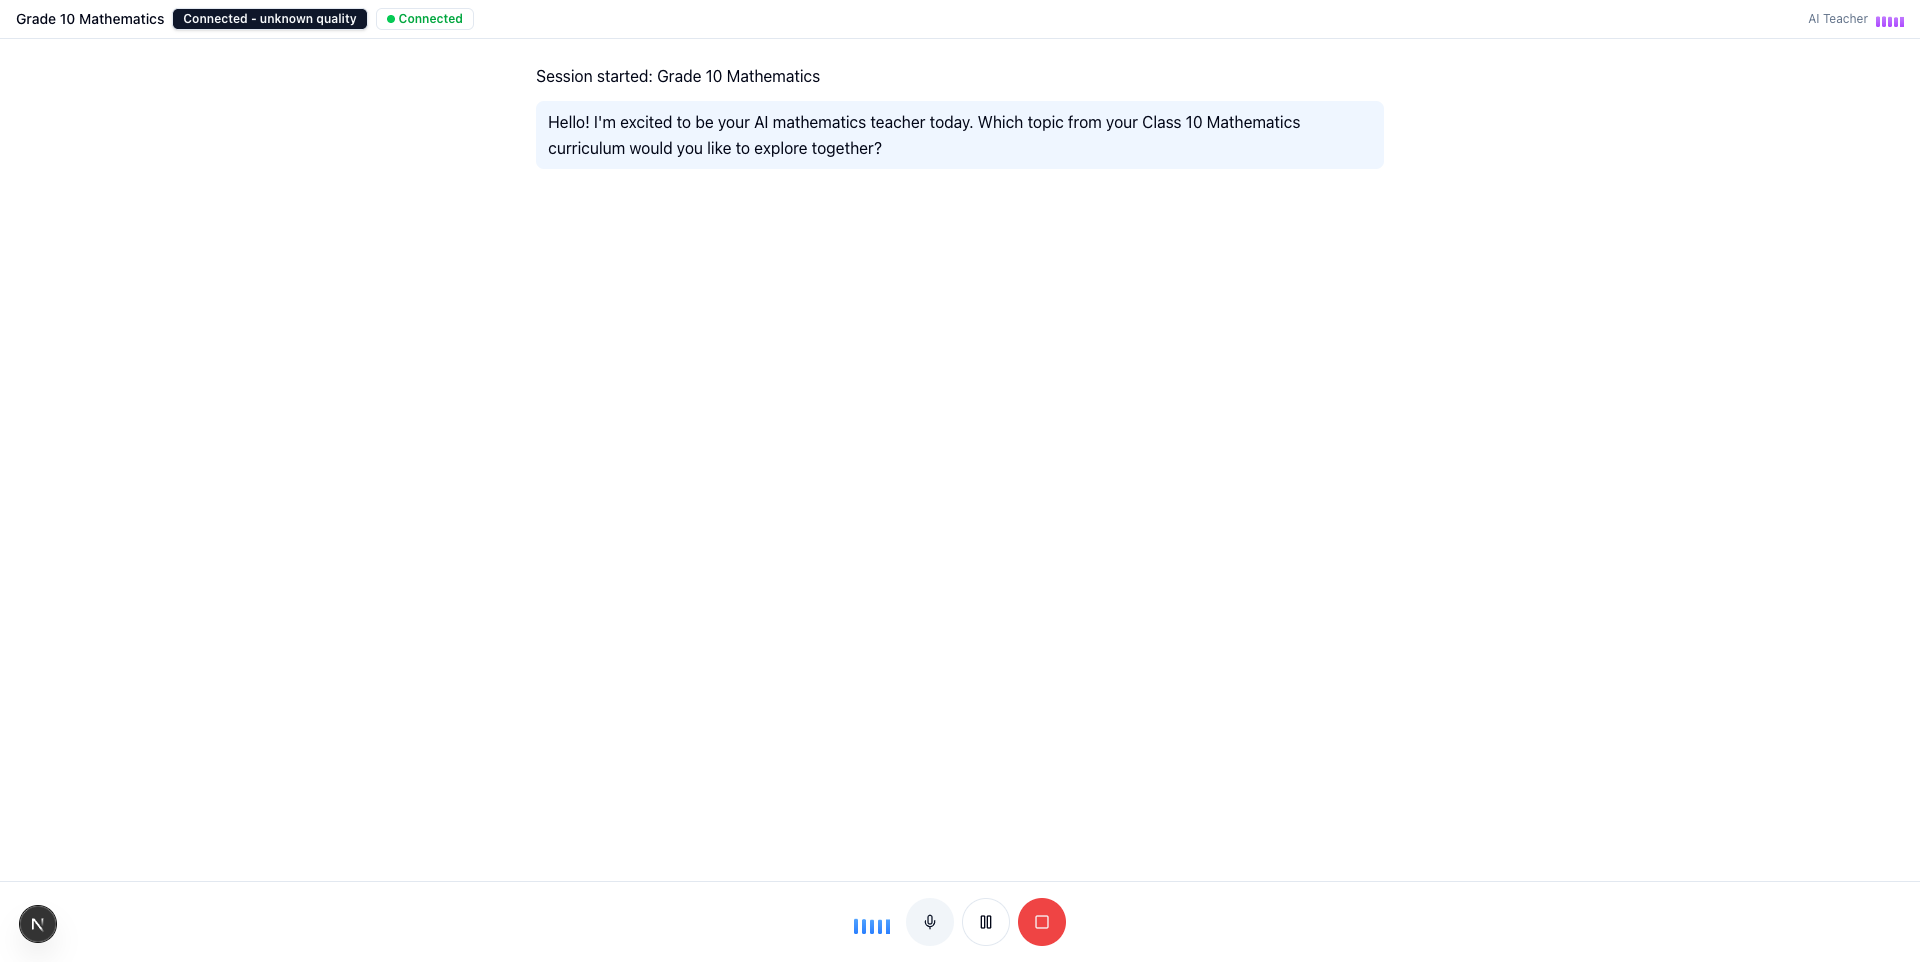 Grade 10 Mathematics Connected - unknown quality Connected AI Teacher
Session started: Grade 10 Mathematics
Hello! I'm excited to be your AI mathematics teacher today. Which topic from your Class 10 Mathematics
curriculum would you like to explore together?
N